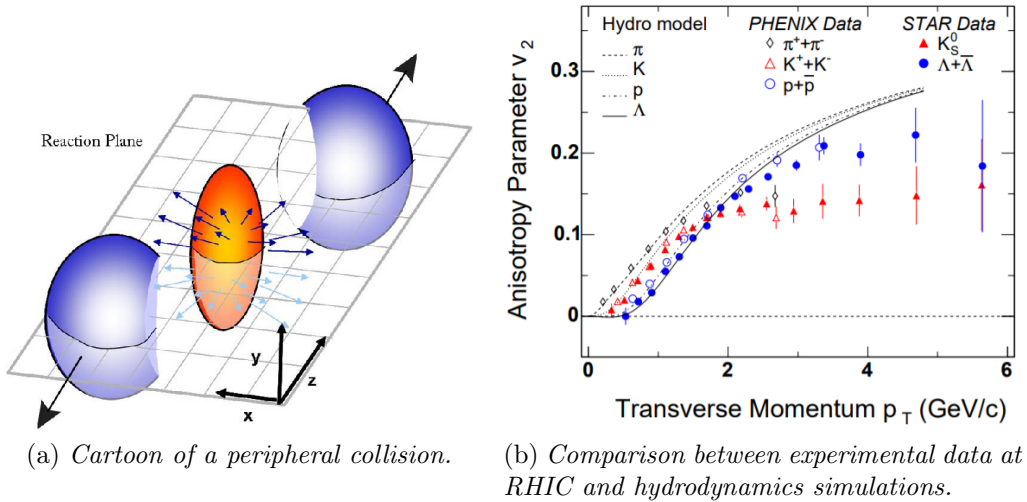 Reaction Plane
y
z
x
(a) Cartoon of a peripheral collision.
Anisotropy Parameter v₂
0.3
0.2
0.1
0
Hydro model
π
K
p
Λ
PHENIX Data
π⁺+π⁻
K⁺+K⁻
p+p̅
STAR Data
K⁰_S
Λ+Λ̅
0 2 4 6
Transverse Momentum p_T (GeV/c)
(b) Comparison between experimental data at
RHIC and hydrodynamics simulations.